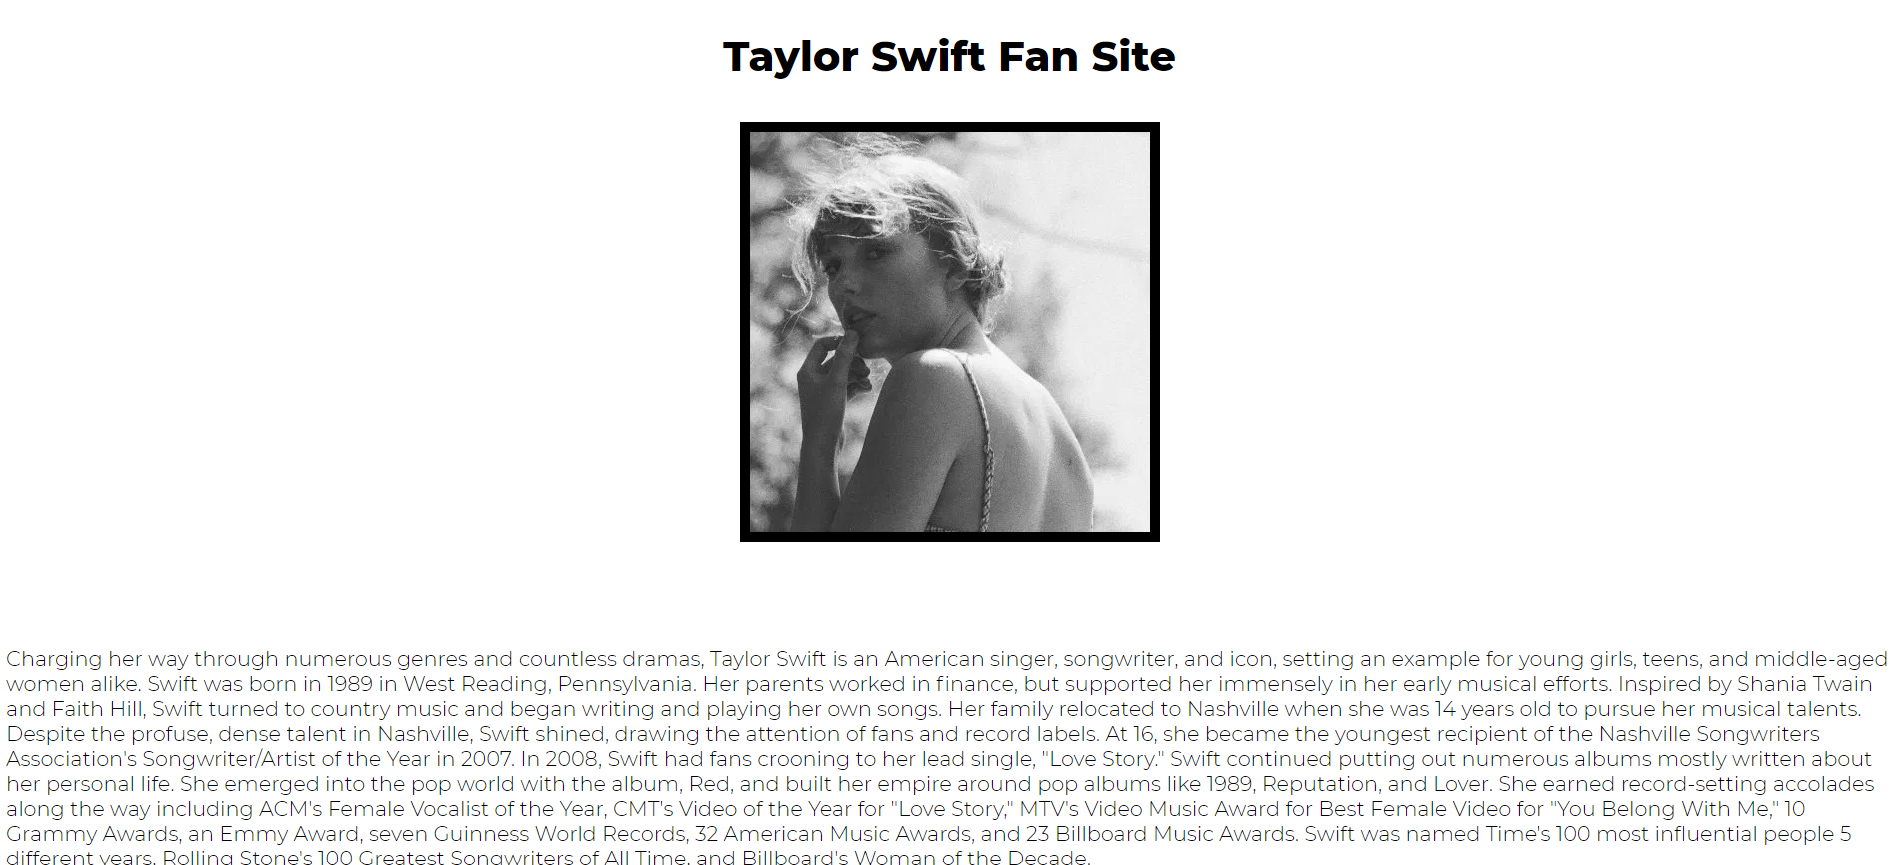 Taylor Swift Fan Site
Charging her way through numerous genres and countless dramas, Taylor Swift is an American singer, songwriter, and icon, setting an example for young girls, teens, and middle-aged
women alike. Swift was born in 1989 in West Reading, Pennsylvania. Her parents worked in finance, but supported her immensely in her early musical efforts. Inspired by Shania Twain
and Faith Hill, Swift turned to country music and began writing and playing her own songs. Her family relocated to Nashville when she was 14 years old to pursue her musical talents.
Despite the profuse, dense talent in Nashville, Swift shined, drawing the attention of fans and record labels. At 16, she became the youngest recipient of the Nashville Songwriters
Association's Songwriter/Artist of the Year in 2007. In 2008, Swift had fans crooning to her lead single, "Love Story." Swift continued putting out numerous albums mostly written about
her personal life. She emerged into the pop world with the album, Red, and built her empire around pop albums like 1989, Reputation, and Lover. She earned record-setting accolades
along the way including ACM's Female Vocalist of the Year, CMT's Video of the Year for "Love Story," MTV's Video Music Award for Best Female Video for "You Belong With Me," 10
Grammy Awards, an Emmy Award, seven Guinness World Records, 32 American Music Awards, and 23 Billboard Music Awards. Swift was named Time's 100 most influential people 5
different years, Rolling Stone's 100 Greatest Songwriters of All Time, and Billboard's Woman of the Decade.